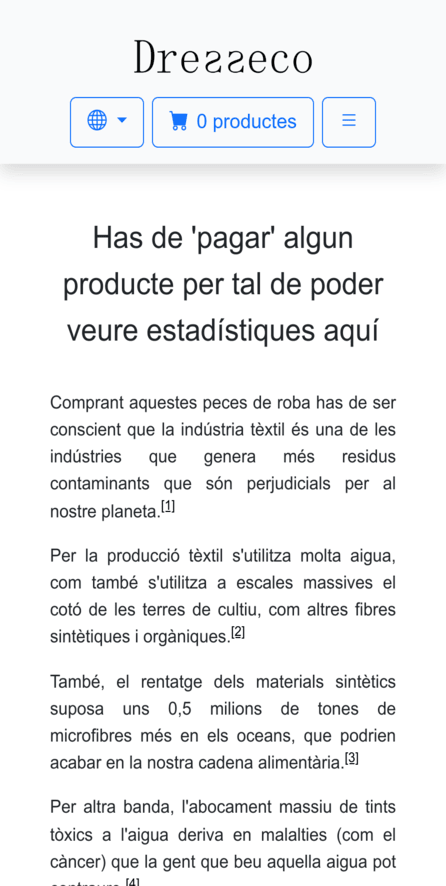 Dresseco
0 productes
Has de 'pagar' algun
producte per tal de poder
veure estadístiques aquí
Comprant aquestes peces de roba has de ser
conscient que la indústria tèxtil és una de les
indústries que genera més residus
contaminants que són perjudicials per al
nostre planeta.[1]
Per la producció tèxtil s'utilitza molta aigua,
com també s'utilitza a escales massives el
cotó de les terres de cultiu, com altres fibres
sintètiques i orgàniques.[2]
També, el rentatge dels materials sintètics
suposa uns 0,5 milions de tones de
microfibres més en els oceans, que podrien
acabar en la nostra cadena alimentària.[3]
Per altra banda, l'abocament massiu de tints
tòxics a l'aigua deriva en malalties (com el
càncer) que la gent que beu aquella aigua pot
contraure.[4]